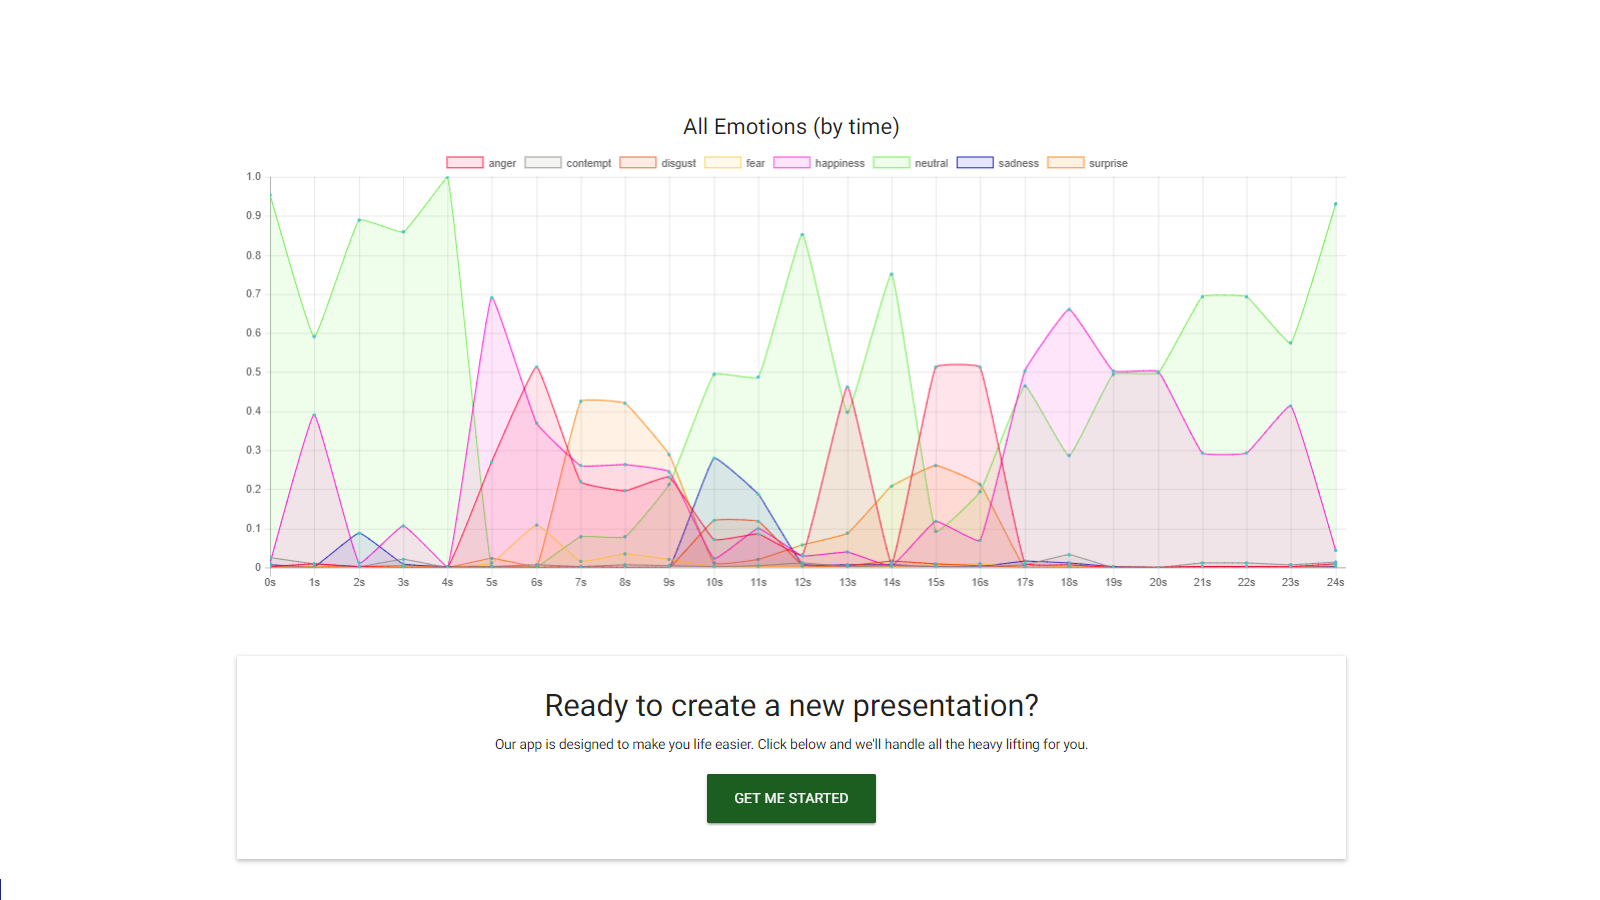 All Emotions (by time)
anger contempt disgust fear happiness neutral sadness surprise
1.0
0.9
0.8
0.7
0.6
0.5
0.4
0.3
0.2
0.1
0
0s 1s 2s 3s 4s 5s 6s 7s 8s 9s 10s 11s 12s 13s 14s 15s 16s 17s 18s 19s 20s 21s 22s 23s 24s
Ready to create a new presentation?
Our app is designed to make you life easier. Click below and we'll handle all the heavy lifting for you.
GET ME STARTED